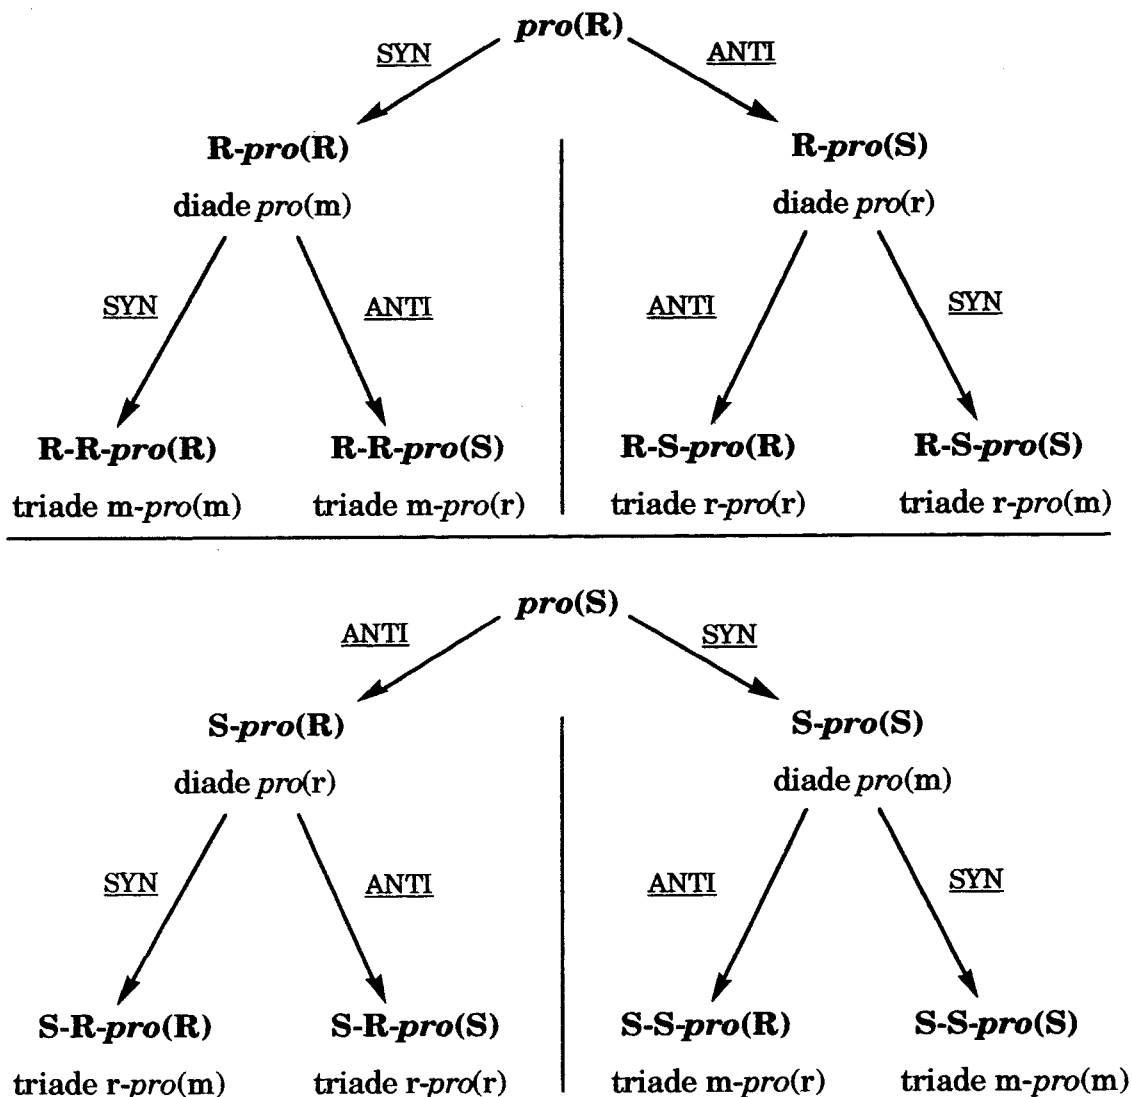 pro(R)
SYN ANTI
R-pro(R) R-pro(S)
diade pro(m) diade pro(r)
SYN ANTI ANTI SYN
R-R-pro(R) R-R-pro(S) R-S-pro(R) R-S-pro(S)
triade m-pro(m) triade m-pro(r) triade r-pro(r) triade r-pro(m)
pro(S)
ANTI SYN
S-pro(R) S-pro(S)
diade pro(r) diade pro(m)
SYN ANTI ANTI SYN
S-R-pro(R) S-R-pro(S) S-S-pro(R) S-S-pro(S)
triade r-pro(m) triade r-pro(r) triade m-pro(r) triade m-pro(m)